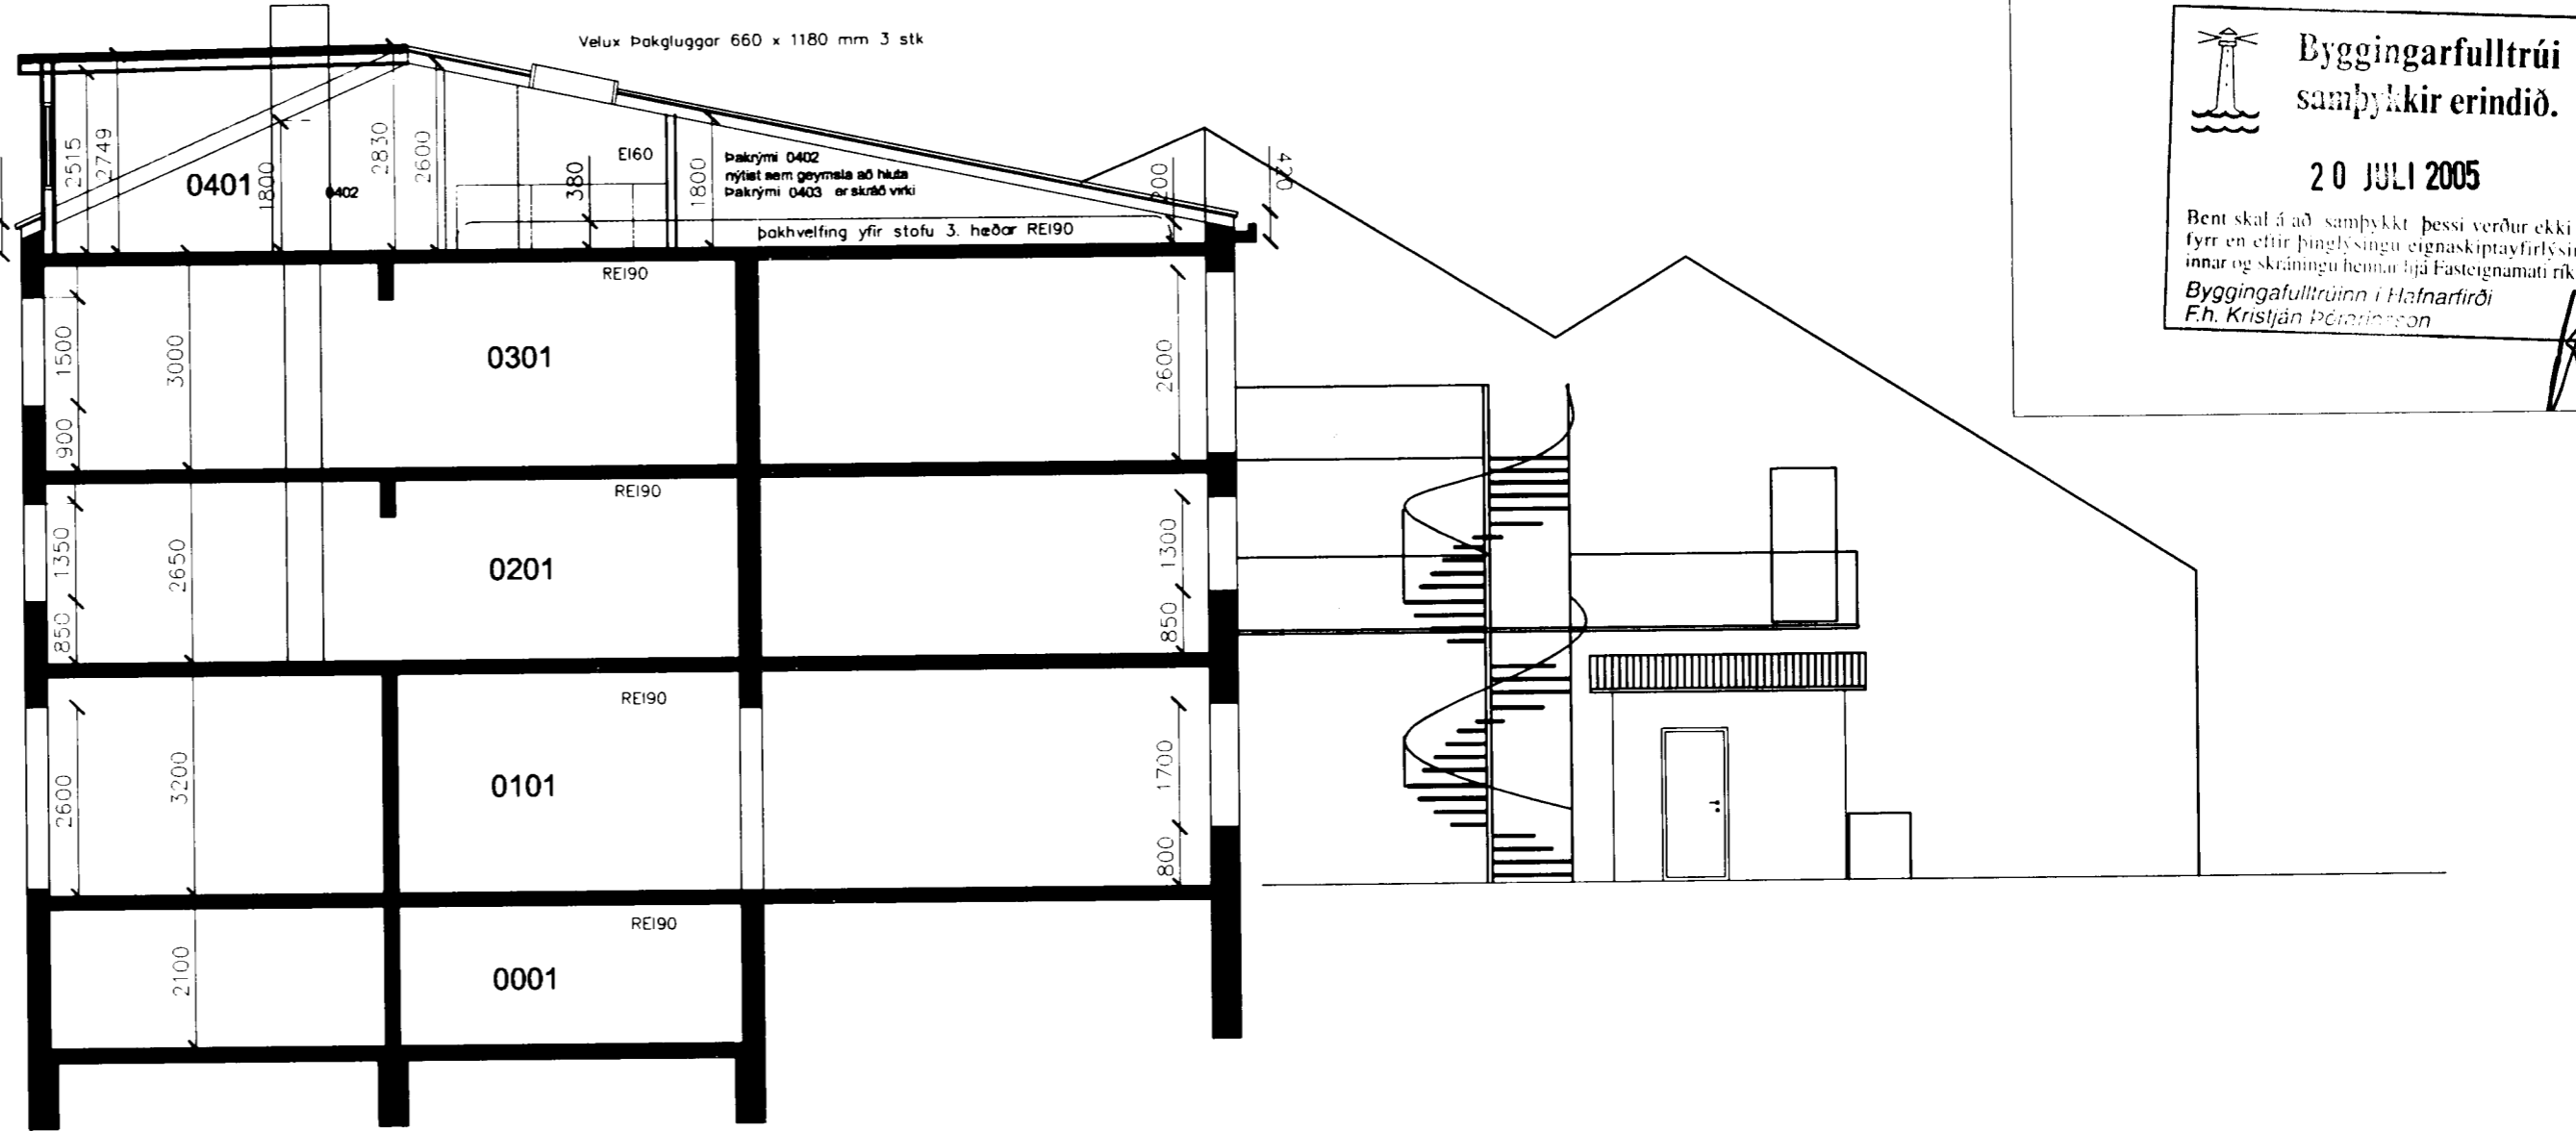 Velux Þakgluggar 660 x 1180 mm 3 stk
Byggingarfulltrúi
samþykkir erindið.
20 JULI 2005
Bent skal á að samþykkt þessi verður ekki
fyrr en eftir þinglýsingu eignaskiptayfirlýsin
innar og skráningu hennar hjá Fasteignamati rík
Byggingafulltrúinn í Hafnarfirði
F.h. Kristján Þórarinsson
2515
2749
0401
1800
0402
2830
2600
EI60
380
1800
Þakrými 0402
nýtist sem geymsla að hluta
Þakrými 0403 er skráð virki
þakhvelfing yfir stofu 3. hæðar REI90
200
420
REI90
1500
3000
0301
2600
900
REI90
1350
2650
0201
1300
850
850
REI90
2600
3200
0101
1700
800
REI90
2100
0001